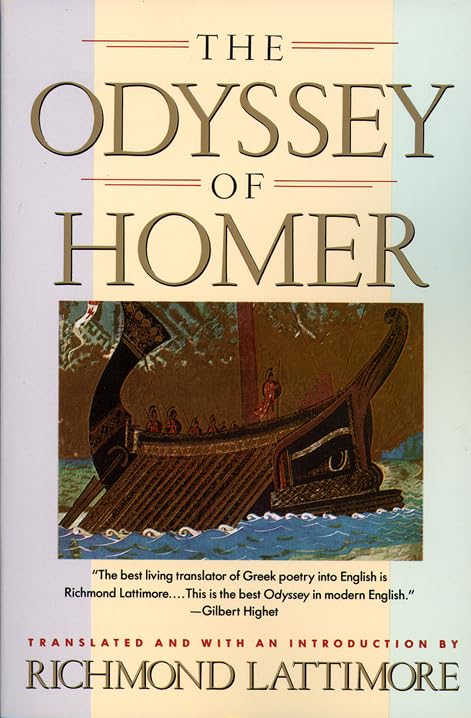 THE
ODYSSEY
OF
HOMER
"The best living translator of Greek poetry into English is
Richmond Lattimore....This is the best Odyssey in modern English."
—Gilbert Highet
TRANSLATED AND WITH AN INTRODUCTION BY
RICHMOND LATTIMORE